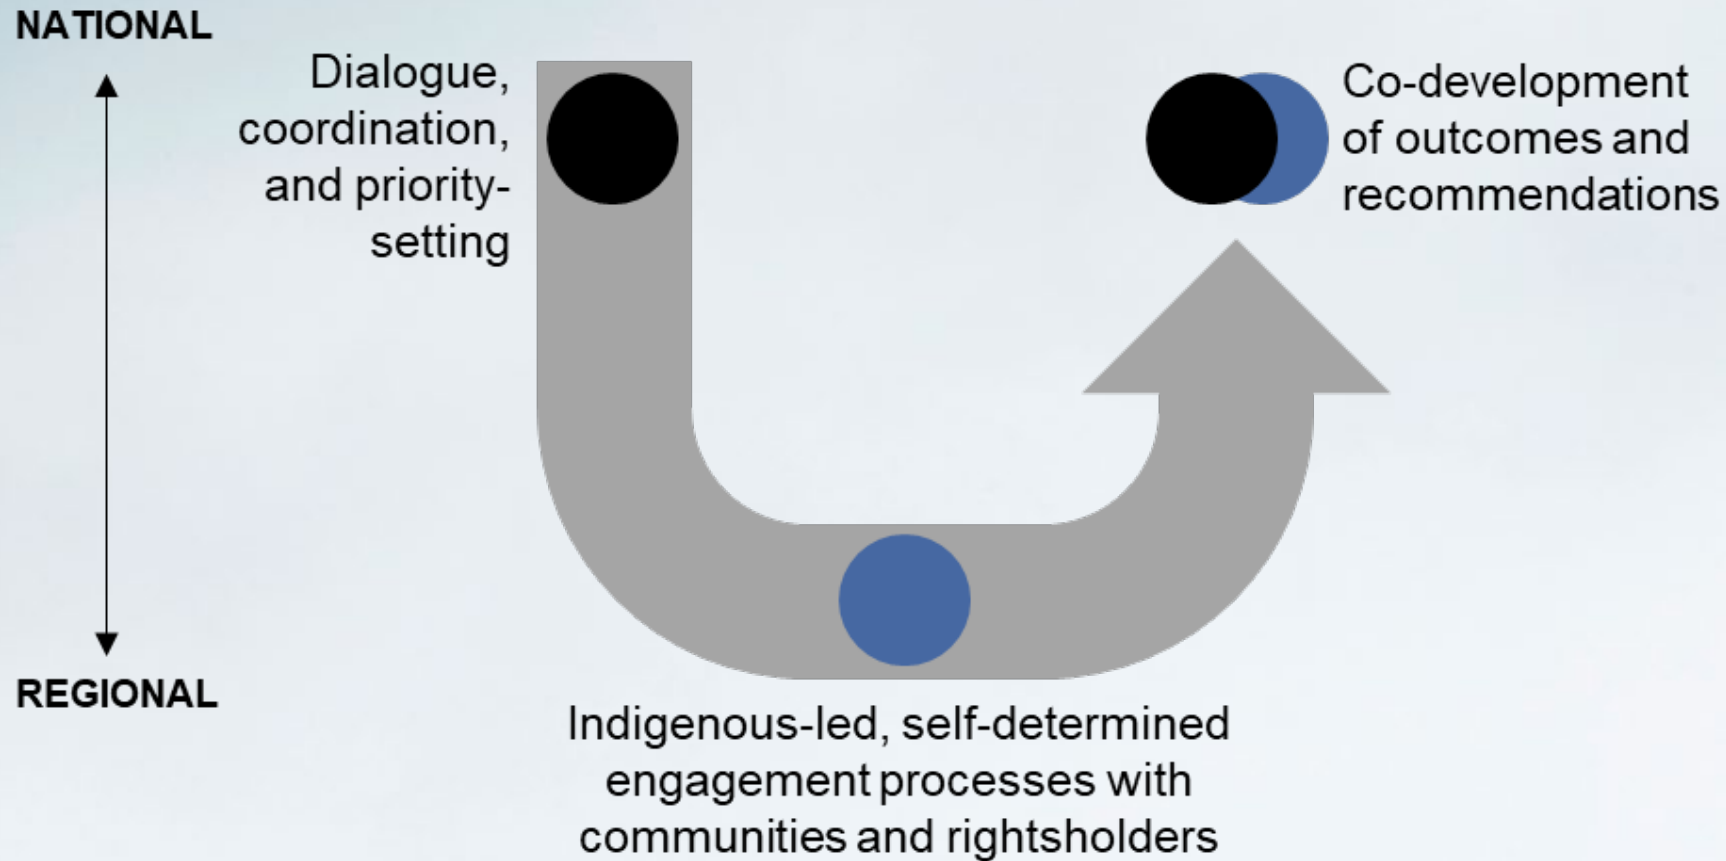 NATIONAL
Dialogue,
coordination,
and priority-
setting
Co-development
of outcomes and
recommendations
REGIONAL
Indigenous-led, self-determined
engagement processes with
communities and rightsholders